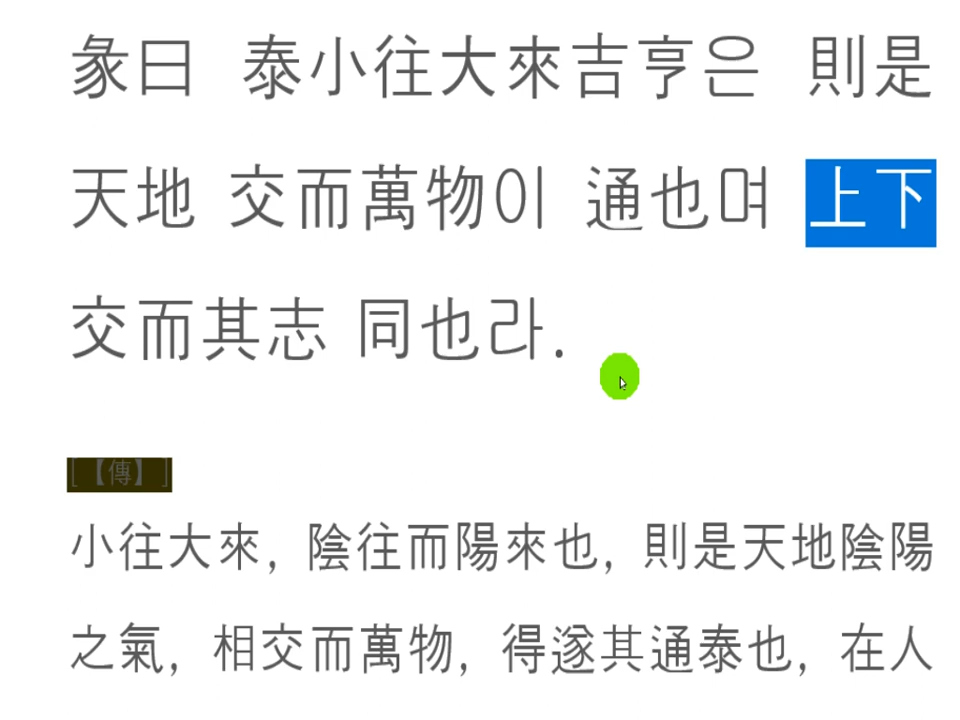 彖曰 泰小往大來吉亨은 則是
天地 交而萬物이 通也며 上下
交而其志 同也라.
[【傳】]
小往大來, 陰往而陽來也, 則是天地陰陽
之氣, 相交而萬物, 得遂其通泰也, 在人